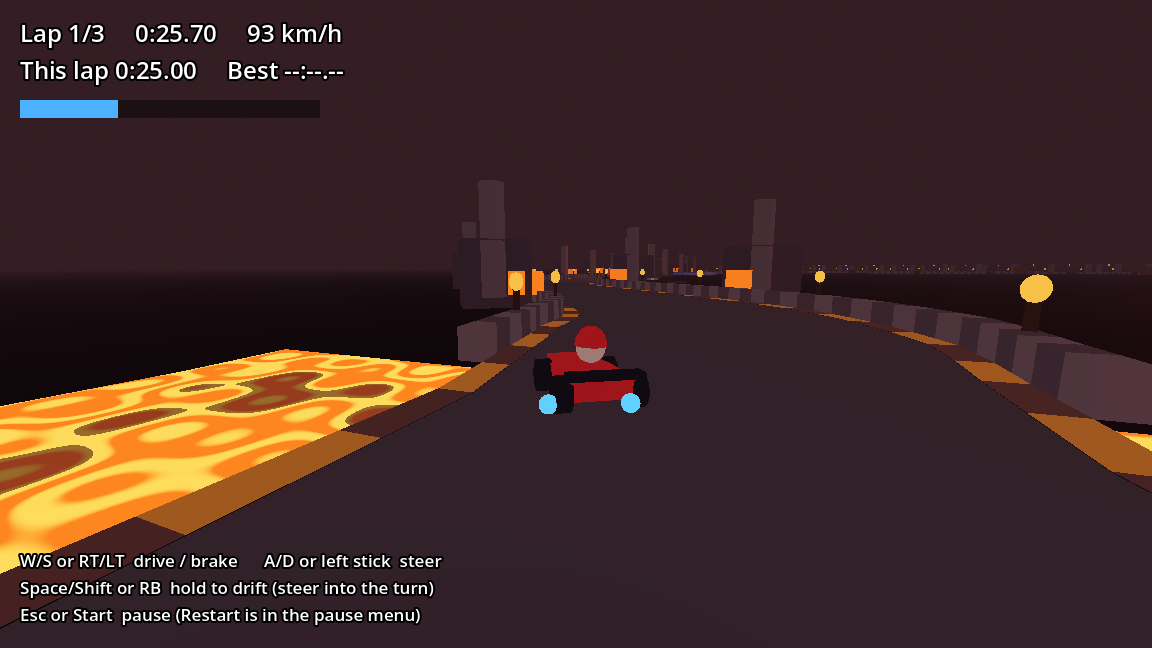 Lap 1/3 0:25.70 93 km/h
This lap 0:25.00 Best --:--.--
W/S or RT/LT drive / brake A/D or left stick steer
Space/Shift or RB hold to drift (steer into the turn)
Esc or Start pause (Restart is in the pause menu)